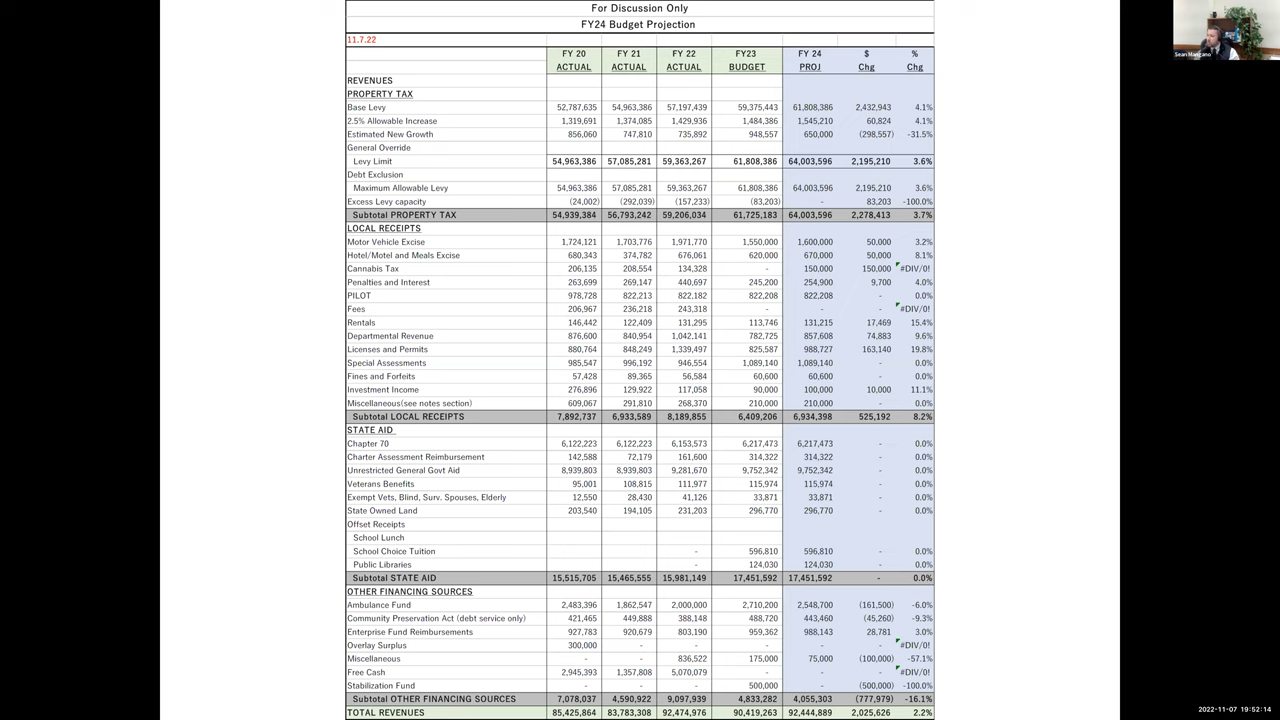 For Discussion Only
FY24 Budget Projection
11.7.22
FY 20 FY 21 FY 22 FY23 FY 24 $ %
ACTUAL ACTUAL ACTUAL BUDGET PROJ Chg Chg
REVENUES
PROPERTY TAX
Base Levy 52,787,635 54,963,386 57,197,439 59,375,443 61,808,386 2,432,943 4.1%
2.5% Allowable Increase 1,319,691 1,374,085 1,429,936 1,484,386 1,545,210 60,824 4.1%
Estimated New Growth 856,060 747,810 735,892 948,557 650,000 (298,557) -31.5%
General Override
Levy Limit 54,963,386 57,085,281 59,363,267 61,808,386 64,003,596 2,195,210 3.6%
Debt Exclusion
Maximum Allowable Levy 54,963,386 57,085,281 59,363,267 61,808,386 64,003,596 2,195,210 3.6%
Excess Levy capacity (24,002) (292,039) (157,233) (83,203) - 83,203 -100.0%
Subtotal PROPERTY TAX 54,939,384 56,793,242 59,206,034 61,725,183 64,003,596 2,278,413 3.7%
LOCAL RECEIPTS
Motor Vehicle Excise 1,724,121 1,703,776 1,971,770 1,550,000 1,600,000 50,000 3.2%
Hotel/Motel and Meals Excise 680,343 374,782 676,061 620,000 670,000 50,000 8.1%
Cannabis Tax 206,135 208,554 134,328 - 150,000 150,000 #DIV/0!
Penalties and Interest 263,699 269,147 440,697 245,200 254,900 9,700 4.0%
PILOT 978,728 822,213 822,182 822,208 822,208 - 0.0%
Fees 206,967 236,218 243,318 - - - #DIV/0!
Rentals 146,442 122,409 131,295 113,746 131,215 17,469 15.4%
Departmental Revenue 876,600 840,954 1,042,141 782,725 857,608 74,883 9.6%
Licenses and Permits 880,764 848,249 1,339,497 825,587 988,727 163,140 19.8%
Special Assessments 985,547 996,192 946,554 1,089,140 1,089,140 - 0.0%
Fines and Forfeits 57,428 89,365 56,584 60,600 60,600 - 0.0%
Investment Income 276,896 129,922 117,058 90,000 100,000 10,000 11.1%
Miscellaneous(see notes section) 609,067 291,810 268,370 210,000 210,000 - 0.0%
Subtotal LOCAL RECEIPTS 7,892,737 6,933,589 8,189,855 6,409,206 6,934,398 525,192 8.2%
STATE AID
Chapter 70 6,122,223 6,122,223 6,153,573 6,217,473 6,217,473 - 0.0%
Charter Assessment Reimbursement 142,588 72,179 161,600 314,322 314,322 - 0.0%
Unrestricted General Govt Aid 8,939,803 8,939,803 9,281,670 9,752,342 9,752,342 - 0.0%
Veterans Benefits 95,001 108,815 111,977 115,974 115,974 - 0.0%
Exempt Vets, Blind, Surv. Spouses, Elderly 12,550 28,430 41,126 33,871 33,871 - 0.0%
State Owned Land 203,540 194,105 231,203 296,770 296,770 - 0.0%
Offset Receipts
School Lunch
School Choice Tuition - 596,810 596,810 - 0.0%
Public Libraries - 124,030 124,030 - 0.0%
Subtotal STATE AID 15,515,705 15,465,555 15,981,149 17,451,592 17,451,592 - 0.0%
OTHER FINANCING SOURCES
Ambulance Fund 2,483,396 1,862,547 2,000,000 2,710,200 2,548,700 (161,500) -6.0%
Community Preservation Act (debt service only) 421,465 449,888 388,148 488,720 443,460 (45,260) -9.3%
Enterprise Fund Reimbursements 927,783 920,679 803,190 959,362 988,143 28,781 3.0%
Overlay Surplus 300,000 - - - - - #DIV/0!
Miscellaneous - - 836,522 175,000 75,000 (100,000) -57.1%
Free Cash 2,945,393 1,357,808 5,070,079 - - - #DIV/0!
Stabilization Fund - - - 500,000 - (500,000) -100.0%
Subtotal OTHER FINANCING SOURCES 7,078,037 4,590,922 9,097,939 4,833,282 4,055,303 (777,979) -16.1%
TOTAL REVENUES 85,425,864 83,783,308 92,474,976 90,419,263 92,444,889 2,025,626 2.2%
Sean Mangano
2022-11-07 19:52:14